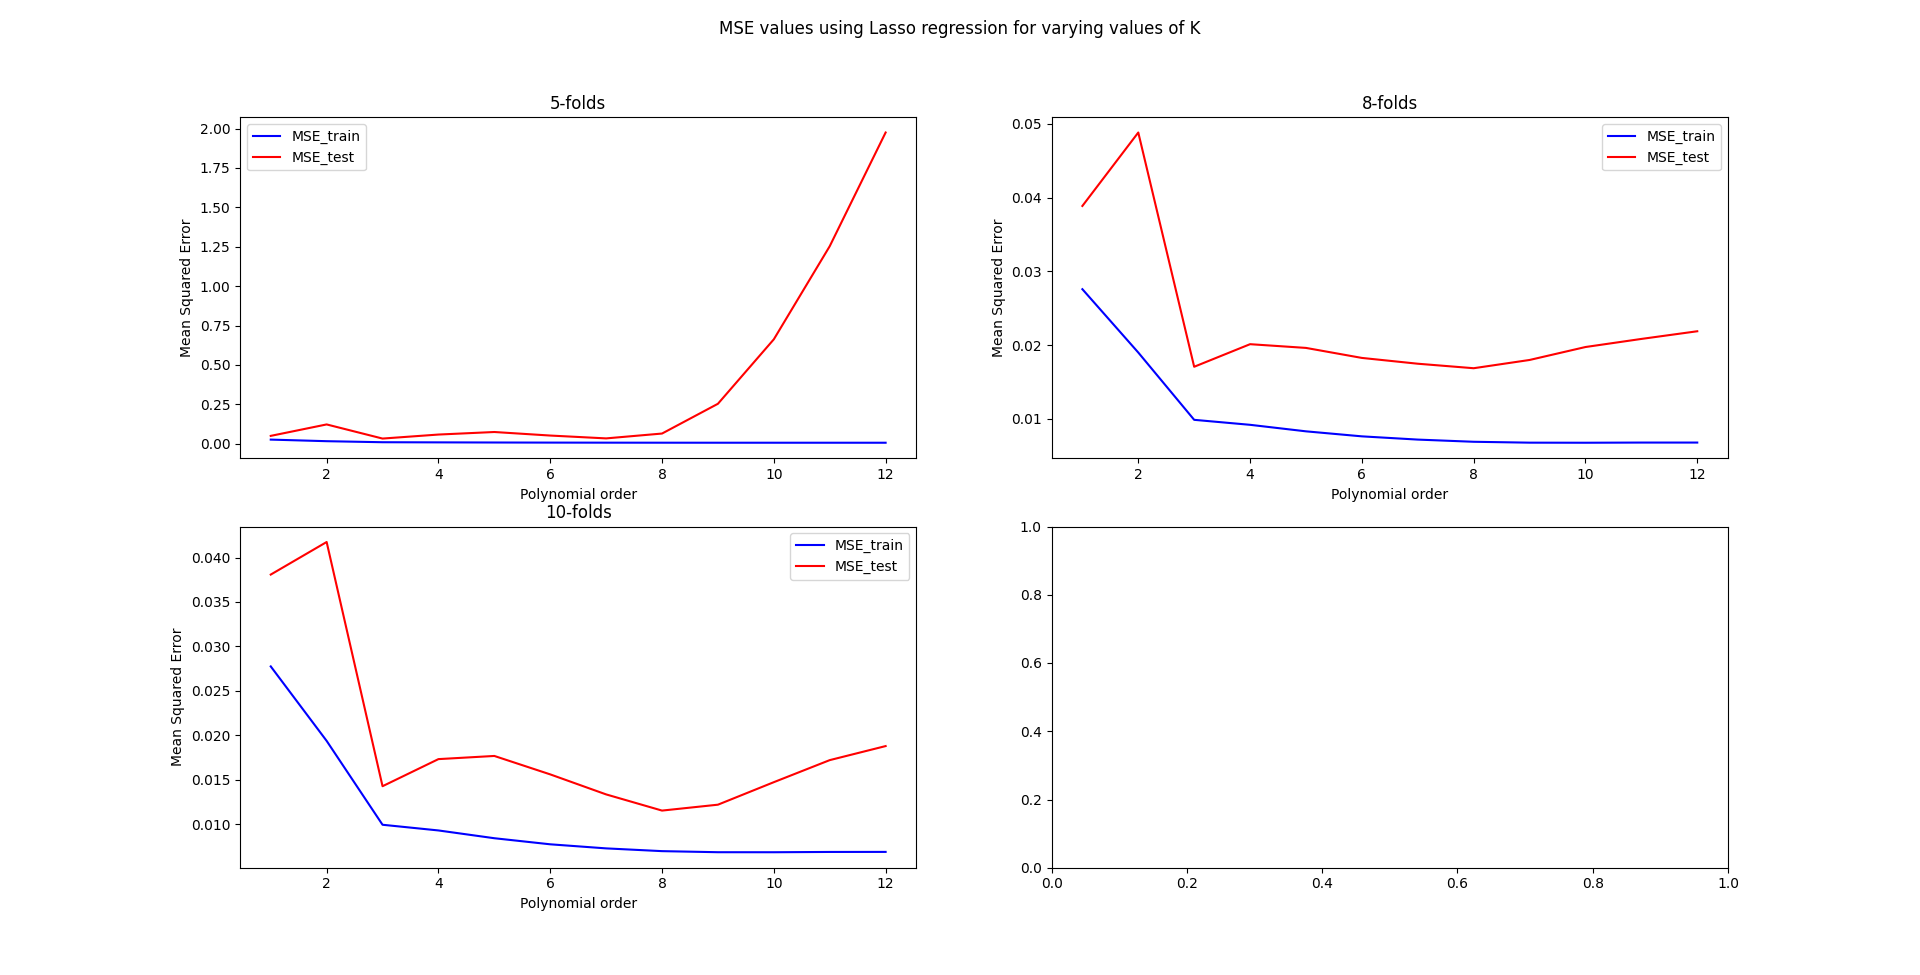 MSE values using Lasso regression for varying values of K
5-folds
MSE_train
MSE_test
2.00
1.75
1.50
1.25
1.00
0.75
0.50
0.25
0.00
Mean Squared Error
2 4 6 8 10 12
Polynomial order
8-folds
MSE_train
MSE_test
0.05
0.04
0.03
0.02
0.01
Mean Squared Error
2 4 6 8 10 12
Polynomial order
10-folds
MSE_train
MSE_test
0.040
0.035
0.030
0.025
0.020
0.015
0.010
Mean Squared Error
2 4 6 8 10 12
Polynomial order
1.0
0.8
0.6
0.4
0.2
0.0
0.0 0.2 0.4 0.6 0.8 1.0